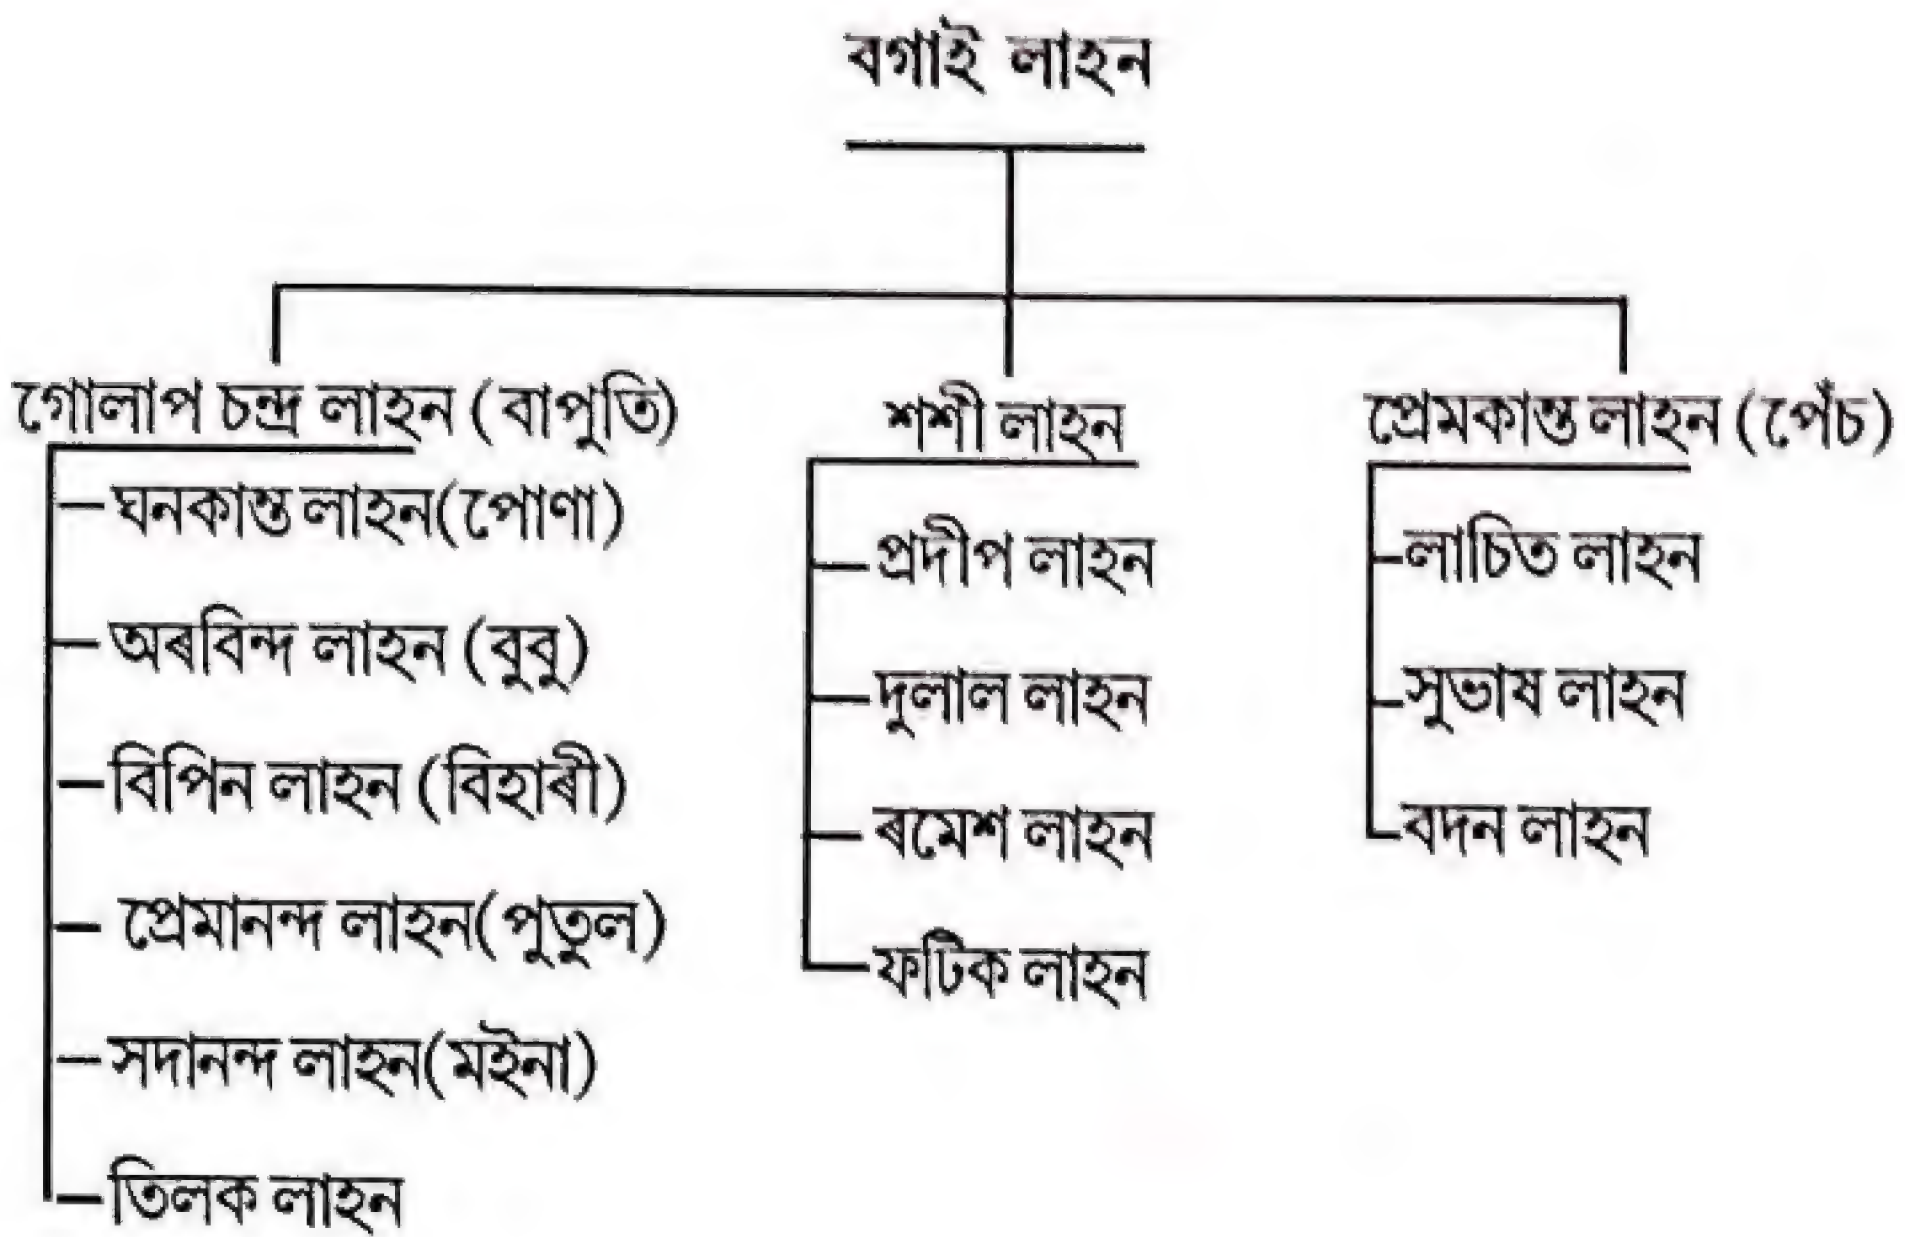 বগাই লাহন
গোলাপ চন্দ্ৰ লাহন (বাপুতি)
ঘনকান্ত লাহন(পোণা)
অৰবিন্দ লাহন (বুবু)
বিপিন লাহন (বিহাৰী)
প্ৰেমানন্দ লাহন(পুতুল)
সদানন্দ লাহন(মইনা)
তিলক লাহন
শশী লাহন
প্ৰদীপ লাহন
দুলাল লাহন
ৰমেশ লাহন
ফটিক লাহন
প্ৰেমকান্ত লাহন (পেঁচ)
লাচিত লাহন
সুভাষ লাহন
বদন লাহন